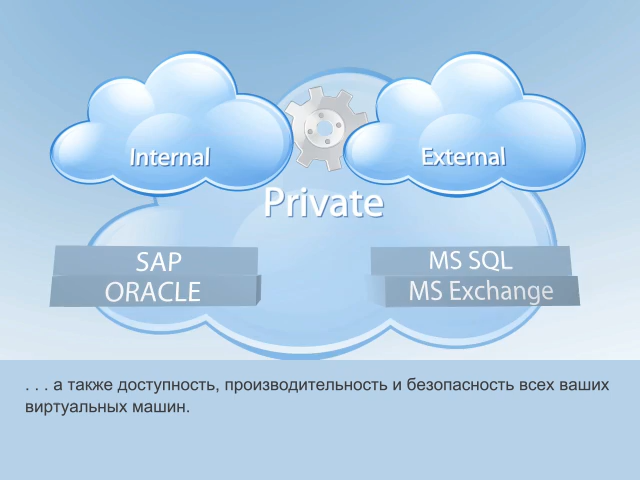 Internal
External
Private
SAP
MS SQL
ORACLE
MS Exchange
. . . а также доступность, производительность и безопасность всех ваших
виртуальных машин.